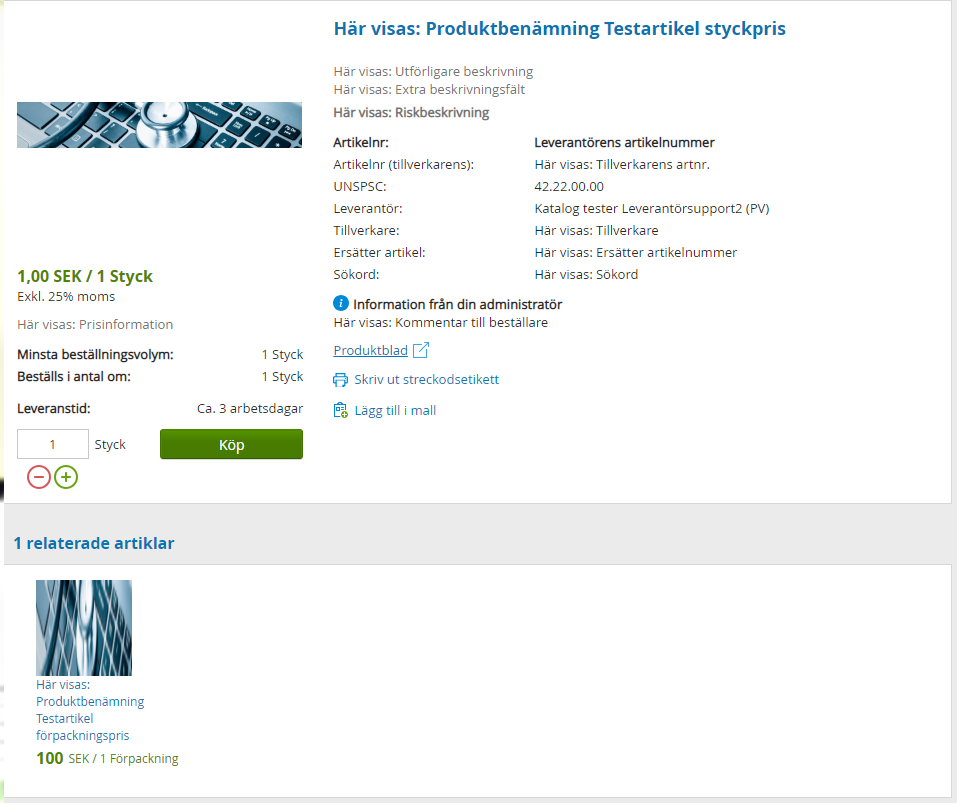 Här visas: Produktbenämning Testartikel styckpris
Här visas: Utförligare beskrivning
Här visas: Extra beskrivningsfält
Här visas: Riskbeskrivning
Artikelnr: Leverantörens artikelnummer
Artikelnr (tillverkarens): Här visas: Tillverkarens artnr.
UNSPSC: 42.22.00.00
Leverantör: Katalog tester Leverantörsupport2 (PV)
Tillverkare: Här visas: Tillverkare
Ersätter artikel: Här visas: Ersätter artikelnummer
Sökord: Här visas: Sökord
Information från din administratör
Här visas: Kommentar till beställare
Produktblad
Skriv ut streckodsetikett
Lägg till i mall
1,00 SEK / 1 Styck
Exkl. 25% moms
Här visas: Prisinformation
Minsta beställningsvolym: 1 Styck
Beställs i antal om: 1 Styck
Leveranstid: Ca. 3 arbetsdagar
1 Styck Köp
1 relaterade artiklar
Här visas:
Produktbenämning
Testartikel
förpackningspris
100 SEK / 1 Förpackning